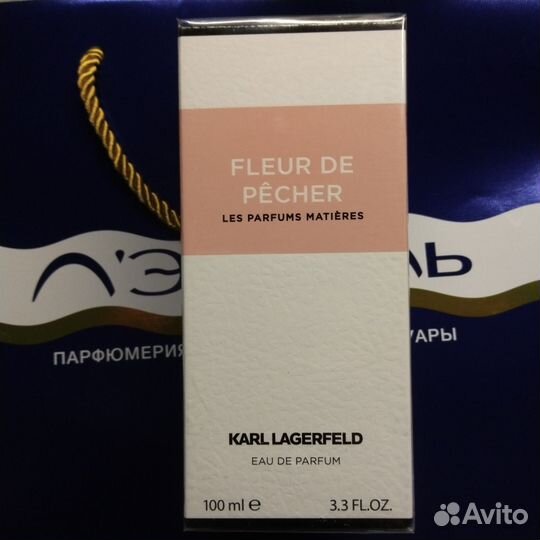 FLEUR DE
PÊCHER
LES PARFUMS MATIÈRES
KARL LAGERFELD
EAU DE PARFUM
100 ml ℮ 3.3 FL.OZ.
ПАРФЮМЕРИЯ
Avito